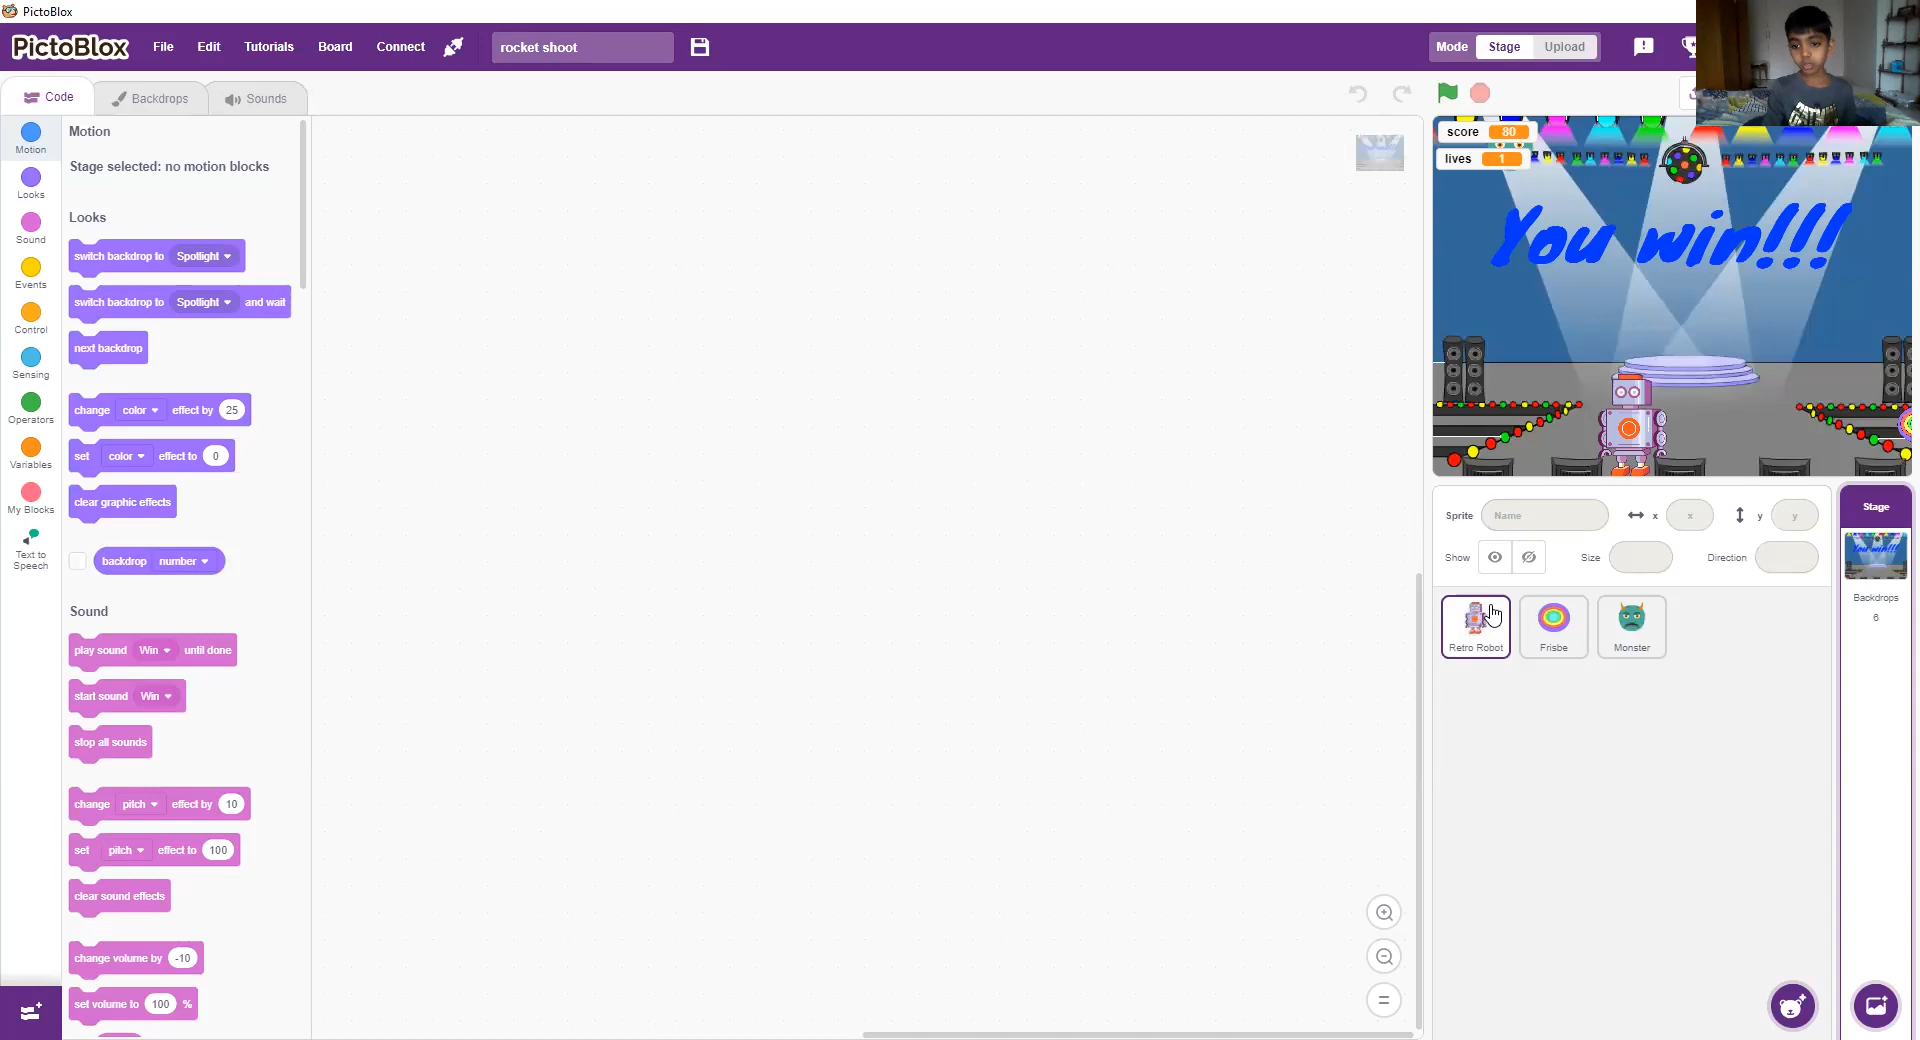 PictoBlox
PictoBlox File Edit Tutorials Board Connect rocket shoot Mode Stage Upload
Code Backdrops Sounds
Motion
Looks
Sound
Events
Control
Sensing
Operators
Variables
My Blocks
Text to
Speech
Motion
Stage selected: no motion blocks
Looks
switch backdrop to Spotlight
switch backdrop to Spotlight and wait
next backdrop
change color effect by 25
set color effect to 0
clear graphic effects
backdrop number
Sound
play sound Win until done
start sound Win
stop all sounds
change pitch effect by 10
set pitch effect to 100
clear sound effects
change volume by -10
set volume to 100 %
score 80
lives 1
You win!!!
Sprite Name x x y y
Show Size Direction
Retro Robot Frisbe Monster
Stage
You win!!!
Backdrops
6